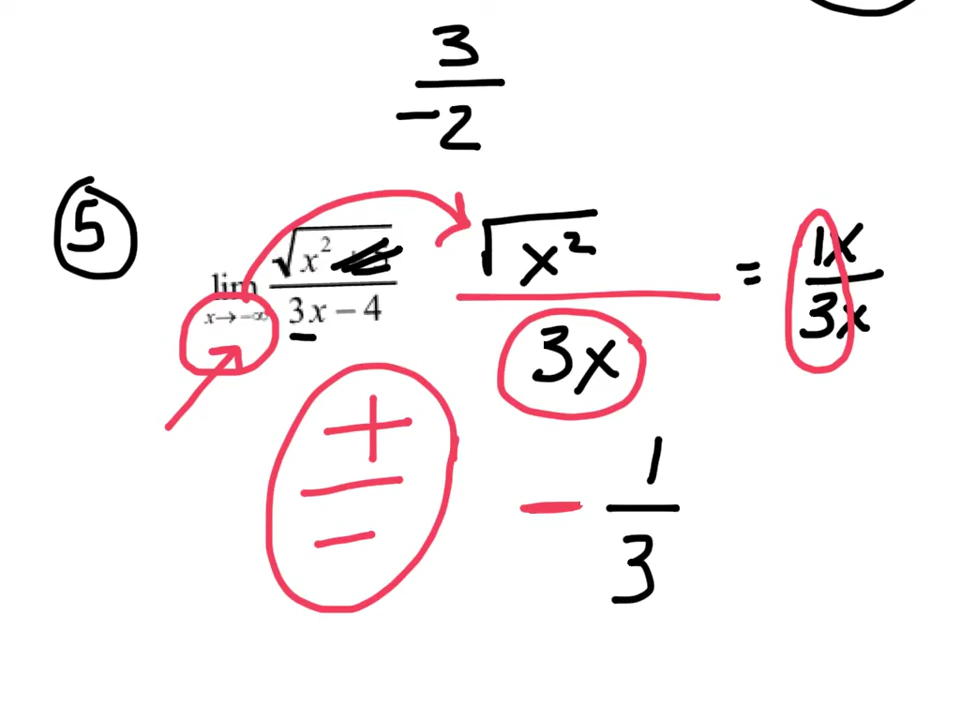 3
-2
5
lim x→-∞ √x² / 3x - 4
√x² / 3x = 1x / 3x
+ / -
- 1 / 3